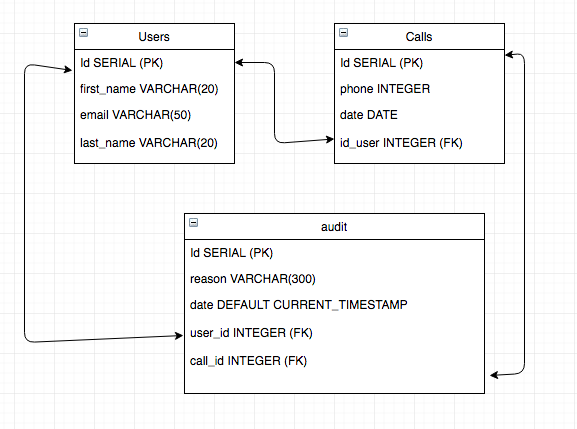 Users
Id SERIAL (PK)
first_name VARCHAR(20)
email VARCHAR(50)
last_name VARCHAR(20)
Calls
Id SERIAL (PK)
phone INTEGER
date DATE
id_user INTEGER (FK)
audit
Id SERIAL (PK)
reason VARCHAR(300)
date DEFAULT CURRENT_TIMESTAMP
user_id INTEGER (FK)
call_id INTEGER (FK)